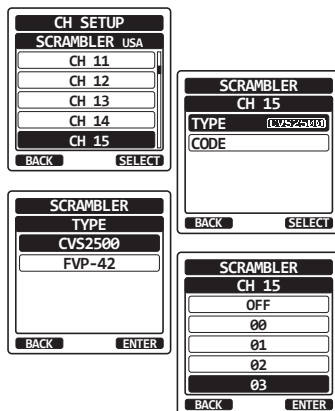 CH SETUP
SCRAMBLER USA
CH 11
CH 12
CH 13
CH 14
CH 15
BACK SELECT
SCRAMBLER
CH 15
TYPE CVS2500
CODE
BACK SELECT
SCRAMBLER
TYPE
CVS2500
FVP-42
BACK ENTER
SCRAMBLER
CH 15
OFF
00
01
02
03
BACK ENTER